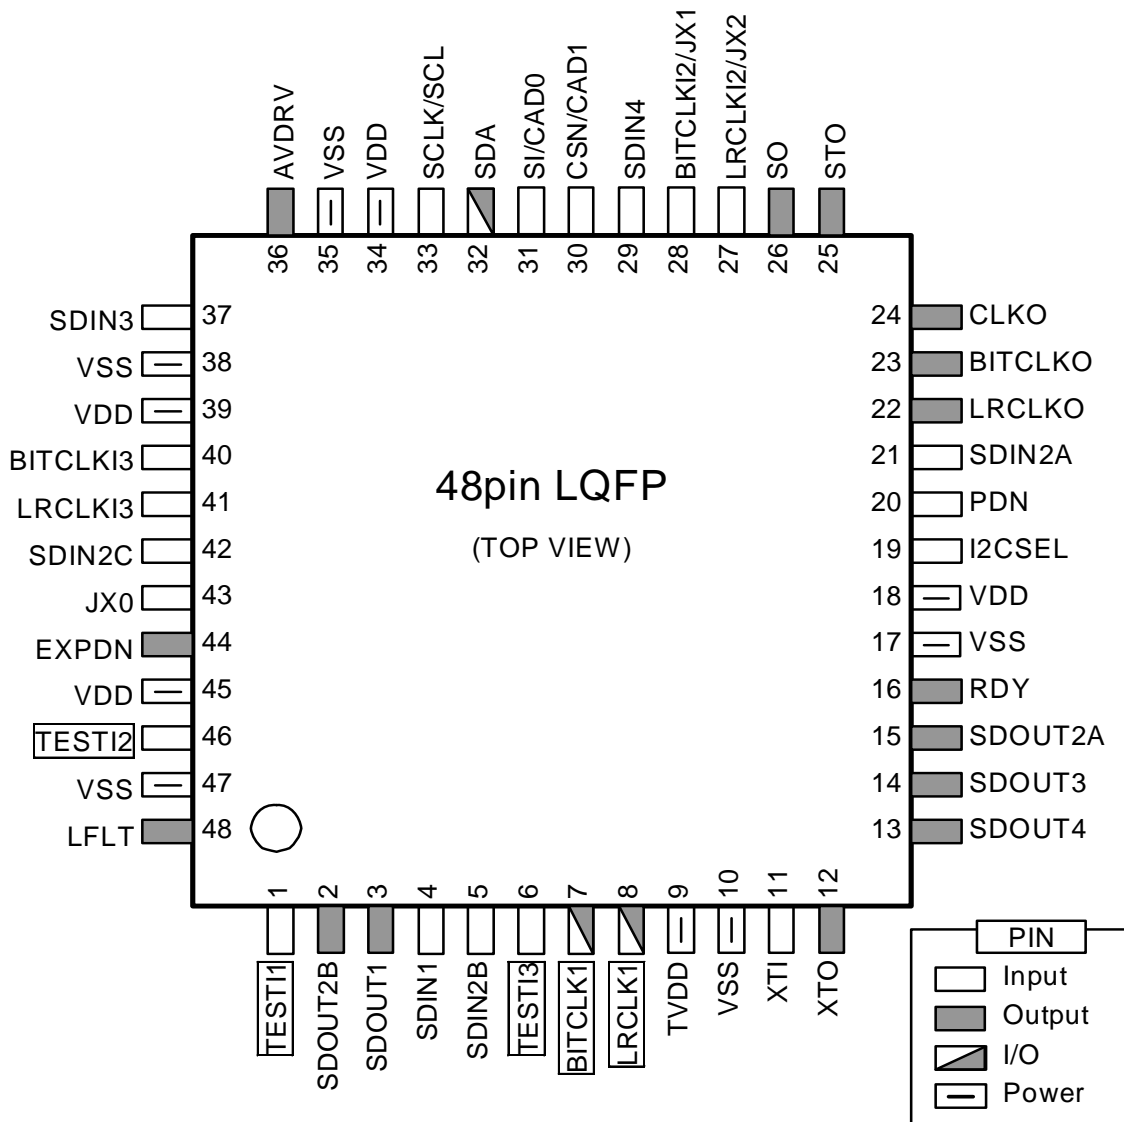 AVDRV
VSS
VDD
SCLK/SCL
SDA
SI/CAD0
CSN/CAD1
SDIN4
BITCLKI2/JX1
LRCLKI2/JX2
SO
STO
36
35
34
33
32
31
30
29
28
27
26
25
SDIN3 37
VSS 38
VDD 39
BITCLKI3 40
LRCLKI3 41
SDIN2C 42
JX0 43
EXPDN 44
VDD 45
TESTI2 46
VSS 47
LFLT 48
48pin LQFP
(TOP VIEW)
24 CLKO
23 BITCLKO
22 LRCLKO
21 SDIN2A
20 PDN
19 I2CSEL
18 VDD
17 VSS
16 RDY
15 SDOUT2A
14 SDOUT3
13 SDOUT4
1
2
3
4
5
6
7
8
9
10
11
12
TESTI1
SDOUT2B
SDOUT1
SDIN1
SDIN2B
TESTI3
BITCLK1
LRCLK1
TVDD
VSS
XTI
XTO
PIN
Input
Output
I/O
Power